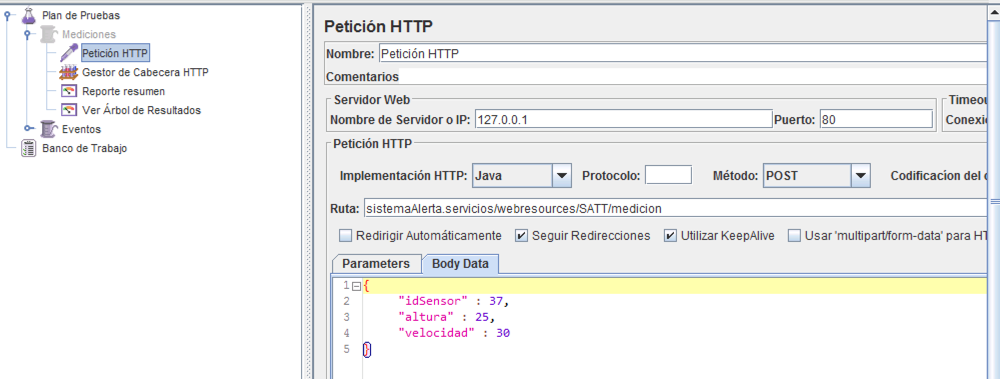 Plan de Pruebas
Mediciones
Petición HTTP
Gestor de Cabecera HTTP
Reporte resumen
Ver Árbol de Resultados
Eventos
Banco de Trabajo
Petición HTTP
Nombre: Petición HTTP
Comentarios
Servidor Web
Timeou
Nombre de Servidor o IP: 127.0.0.1 Puerto: 80 Conexió
Petición HTTP
Implementación HTTP: Java Protocolo: Método: POST Codificacíon del c
Ruta: sistemaAlerta.servicios/webresources/SATT/medicion
Redirigir Automáticamente Seguir Redirecciones Utilizar KeepAlive Usar 'multipart/form-data' para HT
Parameters Body Data
1 {
2 "idSensor" : 37,
3 "altura" : 25,
4 "velocidad" : 30
5 }